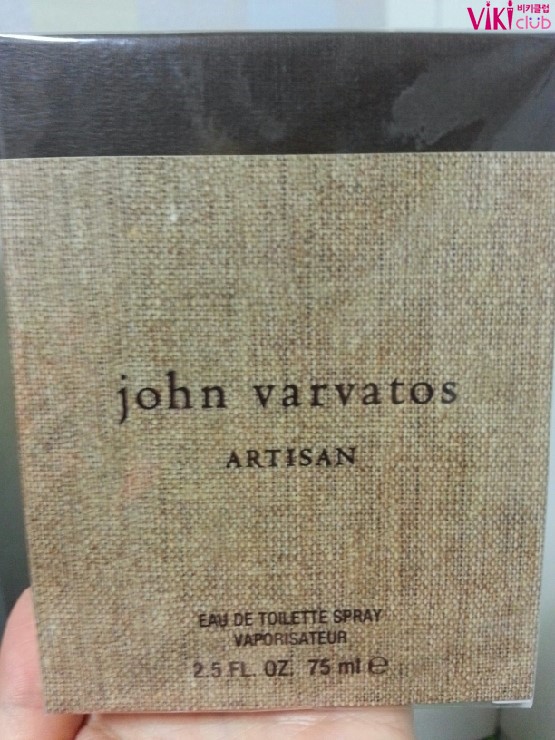 ViKi 비키클럽
club
john varvatos
ARTISAN
EAU DE TOILETTE SPRAY
VAPORISATEUR
2.5 FL. OZ. 75 ml ℮